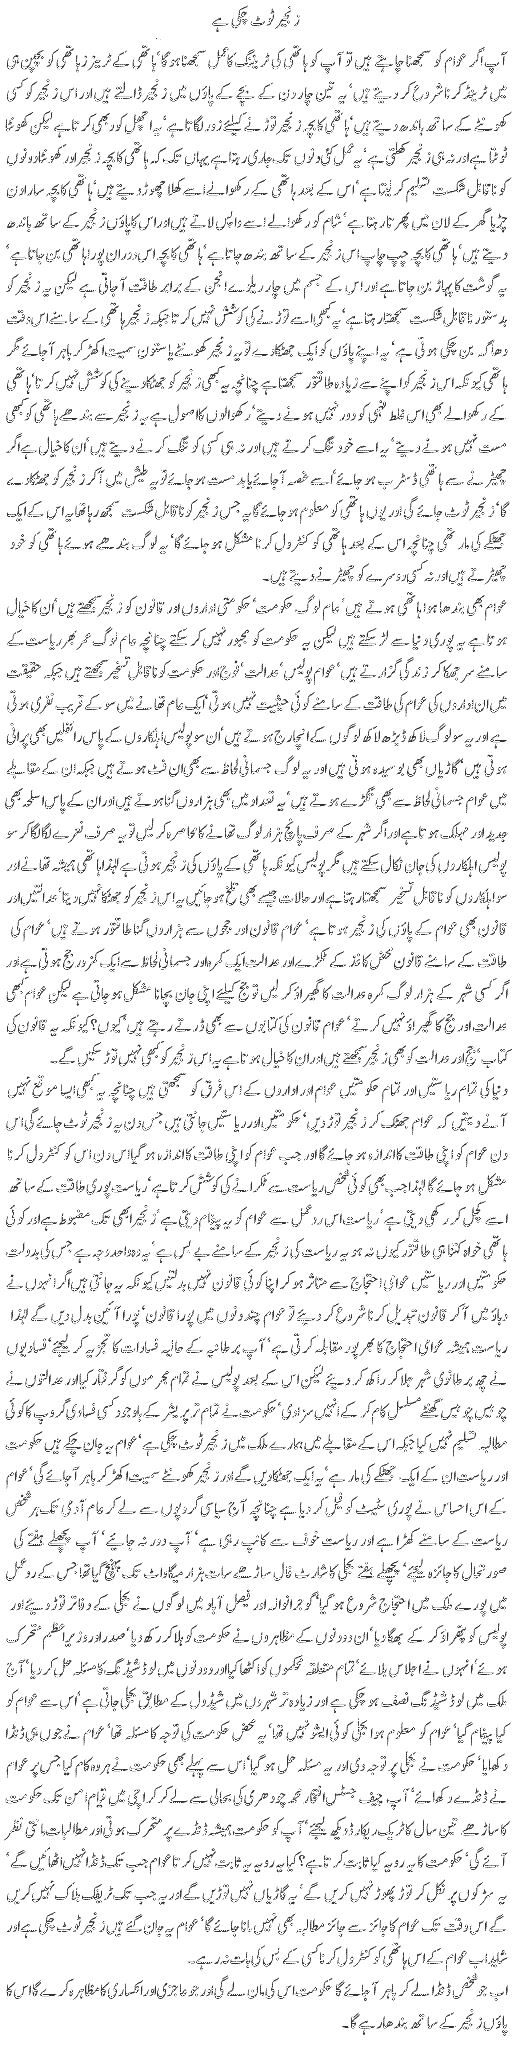 زنجیر ٹوٹ چکی ہے
آپ اگر عوام کو سمجھنا چاہتے ہیں تو آپ کو ہاتھی کی ٹریننگ کا عمل سمجھنا ہو گا‘ ہاتھی کے ٹرینرز ہاتھی کو بچپن ہی
میں ٹرینڈ کرنا شروع کر دیتے ہیں‘ یہ تین چار دن کے بچے کے پاؤں میں زنجیر ڈالتے ہیں اور اس زنجیر کو کسی
کھونٹے کے ساتھ باندھ دیتے ہیں‘ ہاتھی کا بچہ زنجیر توڑنے کیلئے زور لگاتا ہے‘ یہ اچھل کود بھی کرتا ہے لیکن کھونٹا
ٹوٹتا ہے اور نہ ہی زنجیر کھلتی ہے‘ یہ عمل کئی دنوں تک جاری رہتا ہے یہاں تک کہ ہاتھی کا بچہ زنجیر اور کھونٹا دونوں
کو ناقابل شکست تسلیم کر لیتا ہے‘ اس کے بعد ہاتھی کے رکھوالے اسے کھلا چھوڑ دیتے ہیں‘ ہاتھی کا بچہ سارا دن
چڑیا گھر کے لان میں پھرتا رہتا ہے‘ شام کو رکھوالے اسے واپس لاتے ہیں اور اس کا پاؤں زنجیر کے ساتھ باندھ
دیتے ہیں‘ ہاتھی کا بچہ چپ چاپ اس زنجیر کے ساتھ بندھ جاتا ہے‘ ہاتھی کا بچہ اس دوران پورا ہاتھی بن جاتا ہے‘
یہ گوشت کا پہاڑ بن جاتا ہے اور اس کے جسم میں چار ریلوے انجن کے برابر طاقت آ جاتی ہے لیکن یہ زنجیر کو
بدستور ناقابل شکست سمجھتا رہتا ہے‘ یہ کبھی اسے توڑنے کی کوشش نہیں کرتا جبکہ زنجیر ہاتھی کے سامنے اس وقت
دھاگہ بن چکی ہوتی ہے‘ یہ اپنے پاؤں کو ایک جھٹکا دے تو یہ زنجیر کھونٹے یا ستون سمیت اکھڑ کر باہر آ جائے مگر
ہاتھی کیونکہ اس زنجیر کو اپنے سے زیادہ طاقتور سمجھتا ہے چنانچہ یہ کبھی زنجیر کو جھٹکا دینے کی کوشش نہیں کرتا‘ ہاتھی
کے رکھوالے بھی اس غلط فہمی کو دور نہیں ہونے دیتے‘ رکھوالوں کا اصول ہے یہ زنجیر سے بندھے ہاتھی کو کبھی
مست نہیں ہونے دیتے‘ یہ اسے خود تنگ کرتے ہیں اور نہ ہی کسی کو تنگ کرنے دیتے ہیں‘ ان کا خیال ہے اگر
چھیڑنے سے ہاتھی ڈسٹرب ہو جائے‘ اسے غصہ آ جائے یا بدمست ہو جائے تو یہ طیش میں آ کر زنجیر کو جھٹکا دے
گا‘ زنجیر ٹوٹ جائے گی اور یوں ہاتھی کو معلوم ہو جائے گا یہ جس زنجیر کو ناقابل شکست سمجھ رہا تھا یہ اس کے ایک
جھٹکے کی مار تھی چنانچہ اس کے بعد ہاتھی کو کنٹرول کرنا مشکل ہو جائے گا‘ یہ لوگ بندھے ہوئے ہاتھی کو خود
چھیڑتے ہیں اور نہ کسی دوسرے کو چھیڑنے دیتے ہیں۔
عوام بھی بندھا ہوا ہاتھی ہوتے ہیں‘ عام لوگ حکومت‘ حکومتی اداروں اور قانون کو زنجیر سمجھتے ہیں‘ ان کا خیال
ہوتا ہے یہ پوری دنیا سے لڑ سکتے ہیں لیکن یہ حکومت کو مجبور نہیں کر سکتے چنانچہ عام لوگ عمر بھر ریاست کے
سامنے سر جھکا کر زندگی گزارتے ہیں‘ عوام پولیس‘ عدالت‘ فوج اور حکومت کو ناقابل تسخیر سمجھتے ہیں جبکہ حقیقت
میں ان اداروں کی عوام کی طاقت کے سامنے کوئی حیثیت نہیں ہوتی‘ ایک عام تھانے میں سو کے قریب نفری ہوتی
ہے اور یہ سو لوگ لاکھ ڈیڑھ لاکھ لوگوں کے انچارج ہوتے ہیں‘ ان سو پولیس اہلکاروں کے پاس رائفلیں بھی پرانی
ہوتی ہیں‘ گاڑیاں بھی بوسیدہ ہوتی ہیں اور یہ لوگ جسمانی لحاظ سے بھی ان فٹ ہوتے ہیں جبکہ ان کے مقابلے
میں عوام جسمانی لحاظ سے بھی تگڑے ہوتے ہیں‘ یہ تعداد میں بھی ہزاروں گنا ہوتے ہیں اور ان کے پاس اسلحہ بھی
جدید اور مہلک ہوتا ہے اور اگر شہر کے صرف پانچ ہزار لوگ تھانے کا محاصرہ کر لیں تو یہ صرف نعرے لگا لگا کر سو
پولیس اہلکاروں کی جان نکال سکتے ہیں مگر پولیس کیونکہ ہاتھی کے پاؤں کی زنجیر ہوتی ہے لہٰذا ہاتھی ہمیشہ تھانے اور
سو اہلکاروں کو ناقابل تسخیر سمجھتا رہتا ہے اور حالات جیسے بھی تلخ ہو جائیں یہ اس زنجیر کو جھٹکا نہیں دیتا‘ عدالتیں اور
قانون بھی عوام کے پاؤں کی زنجیر ہوتا ہے‘ عوام قانون اور ججوں سے ہزاروں گنا طاقتور ہوتے ہیں‘ عوام کی
طاقت کے سامنے قانون محض کاغذ کے ٹکڑے اور عدالت ایک کمرہ اور جسمانی لحاظ سے ایک کمزور جج ہوتی ہے اور
اگر کسی شہر کے ہزار لوگ کمرہ عدالت کا گھیراؤ کر لیں تو جج کیلئے اپنی جان بچانا مشکل ہو جاتی ہے لیکن عوام کبھی
عدالت اور جج کا گھیراؤ نہیں کرتے‘ عوام قانون کی کتابوں سے بھی ڈرتے رہتے ہیں‘ کیوں؟ کیونکہ یہ قانون کی
کتاب‘ جج اور عدالت کو بھی زنجیر سمجھتے ہیں اور ان کا خیال ہوتا ہے یہ اس زنجیر کو کبھی نہیں توڑ سکیں گے۔
دنیا کی تمام ریاستیں اور تمام حکومتیں عوام اور اداروں کے اس فرق کو سمجھتی ہیں چنانچہ یہ کبھی ایسا موقع نہیں
آنے دیتیں کہ عوام جھٹک کر زنجیر توڑ دیں‘ حکومتیں اور ریاستیں جانتی ہیں جس دن یہ زنجیر ٹوٹ جائے گی اس
دن عوام کو اپنی طاقت کا اندازہ ہو جائے گا اور جب عوام کو اپنی طاقت کا اندازہ ہو گیا اس دن اس کو کنٹرول کرنا
مشکل ہو جائے گا لہٰذا جب بھی کوئی شخص ریاست سے ٹکرانے کی کوشش کرتا ہے‘ ریاست پوری طاقت کے ساتھ
اسے کچل کر رکھ دیتی ہے‘ ریاست اس ردعمل سے عوام کو یہ پیغام دیتی ہے‘ زنجیر ابھی تک مضبوط ہے اور کوئی
ہاتھی خواہ کتنا ہی طاقتور کیوں نہ ہو یہ ریاست کی زنجیر کے سامنے بے بس ہے‘ یہ وہ واحد وجہ ہے جس کی بدولت
حکومتیں اور ریاستیں عوامی احتجاج سے متاثر ہو کر اپنا کوئی قانون نہیں بدلتیں کیونکہ یہ جانتی ہیں اگر انہوں نے
دباؤ میں آ کر قانون تبدیل کرنا شروع کر دیئے تو عوام چند دنوں میں پورا قانون‘ پورا آئین بدل دیں گے لہٰذا
ریاست ہمیشہ عوامی احتجاج کا بھرپور مقابلہ کرتی ہے‘ آپ برطانیہ کے حالیہ فسادات کا تجزیہ کر لیجئے‘ فسادیوں
نے چھ برطانوی شہر جلا کر راکھ کر دیئے لیکن اس کے بعد پولیس نے تمام مجرموں کو گرفتار کیا اور عدالتوں نے
چوبیس چوبیس گھنٹے مسلسل کام کر کے انہیں سزا دی‘ حکومت نے تمام تر پریشر کے باوجود کسی فسادی گروپ کا کوئی
مطالبہ تسلیم نہیں کیا جبکہ اس کے مقابلے میں ہمارے ملک میں زنجیر ٹوٹ چکی ہے‘ عوام یہ جان چکے ہیں حکومت
اور ریاست ان کے ایک جھٹکے کی مار ہے‘ یہ ایک جھٹکا دیں گے اور زنجیر کھونٹے سمیت اکھڑ کر باہر آ جائے گی‘ عوام
کے اس احساس نے پوری سٹیٹ کو فیل کر دیا ہے چنانچہ آج سیاسی گروپوں سے لے کر عام آدمی تک ہر شخص
ریاست کے سامنے کھڑا ہے اور ریاست خوف سے کانپ رہی ہے‘ آپ دور نہ جائیے‘ آپ پچھلے ہفتے کی
صورتحال کا جائزہ لیجئے‘ پچھلے ہفتے بجلی کا شارٹ فال ساڑھے سات ہزار میگاواٹ تک پہنچ گیا تھا جس کے ردعمل
میں پورے ملک میں احتجاج شروع ہو گیا‘ گوجرانوالہ اور فیصل آباد میں لوگوں نے بجلی کے دفاتر توڑ دیئے اور
پولیس کو پتھراؤ کر کے بھگا دیا‘ ان دو دنوں کے مظاہروں نے حکومت کو ہلا کر رکھ دیا‘ صدر اور وزیراعظم متحرک
ہوئے‘ انہوں نے اجلاس بلائے‘ تمام متعلقہ محکموں کو اکٹھا کیا اور دو دنوں میں لوڈ شیڈنگ کا مسئلہ حل کر دیا‘ آج
ملک میں لوڈ شیڈنگ نصف ہو چکی ہے اور زیادہ تر شہروں میں شیڈول کے مطابق بجلی جاتی ہے‘ اس سے عوام کو
کیا پیغام گیا‘ عوام کو معلوم ہوا بجلی کوئی ایشو نہیں تھا‘ یہ محض حکومت کی توجہ کا مسئلہ تھا‘ عوام نے جوں ہی ڈنڈا
دکھایا‘ حکومت نے بجلی پر توجہ دی اور یہ مسئلہ حل ہو گیا‘ اس سے پہلے بھی حکومت نے ہر وہ کام کیا جس پر عوام
نے ڈنڈے دکھائے‘ آپ چیف جسٹس افتخار محمد چودھری کی بحالی سے لے کر کراچی میں قیام امن تک حکومت
کا ساڑھے تین سال کا ٹریک ریکارڈ دیکھ لیجئے‘ آپ کو حکومت ہمیشہ ڈنڈے پر متحرک ہوتی اور مطالبات مانتی نظر
آئے گی‘ حکومت کا یہ رویہ کیا ثابت کرتا ہے؟ کیا یہ رویہ یہ ثابت نہیں کرتا عوام جب تک ڈنڈا نہیں اٹھائیں گے‘
یہ سڑکوں پر نکل کر توڑ پھوڑ نہیں کریں گے‘ یہ گاڑیاں نہیں توڑیں گے اور یہ جب تک ٹریفک بلاک نہیں کریں
گے اس وقت تک عوام کا جائز سے جائز مطالبہ بھی نہیں مانا جائے گا‘ عوام یہ جان گئے ہیں زنجیر ٹوٹ چکی ہے اور
شاید اب عوام کے اس ہاتھی کو کنٹرول کرنا کسی کے بس کی بات نہ رہے۔
اب جو شخص ڈنڈا لے کر باہر آ جائے گا حکومت اس کی مان لے گی اور جو عاجزی اور انکساری کا مظاہرہ کرے گا اس کا
پاؤں زنجیر کے ساتھ بندھا رہے گا۔